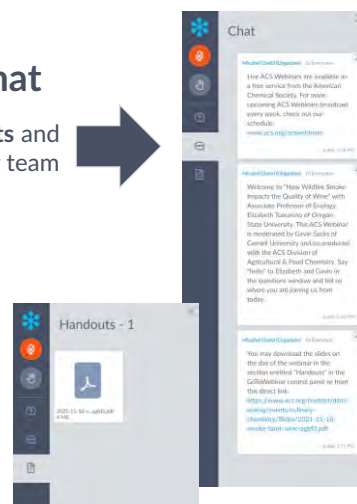 hat
ts and
team
Chat
Live ACS Webinars are available as
a free service from the American
Chemical Society. For more
upcoming ACS Webinars broadcast
every week, check out our
schedule:
www.acs.org/acswebinars
Welcome to "How Wildfire Smoke
Impacts the Quality of Wine" with
Associate Professor of Enology
Elizabeth Tomasino of Oregon
State University. This ACS Webinar
is moderated by Gavin Sacks of
Cornell University and co-produced
with the ACS Division of
Agricultural & Food Chemistry. Say
"hello" to Elizabeth and Gavin in
the questions window and tell us
where you are joining us from
today.
You may download the slides on
the day of the webinar in the
section entitled "Handouts" in the
GoToWebinar control panel or from
this direct link:
Handouts - 1